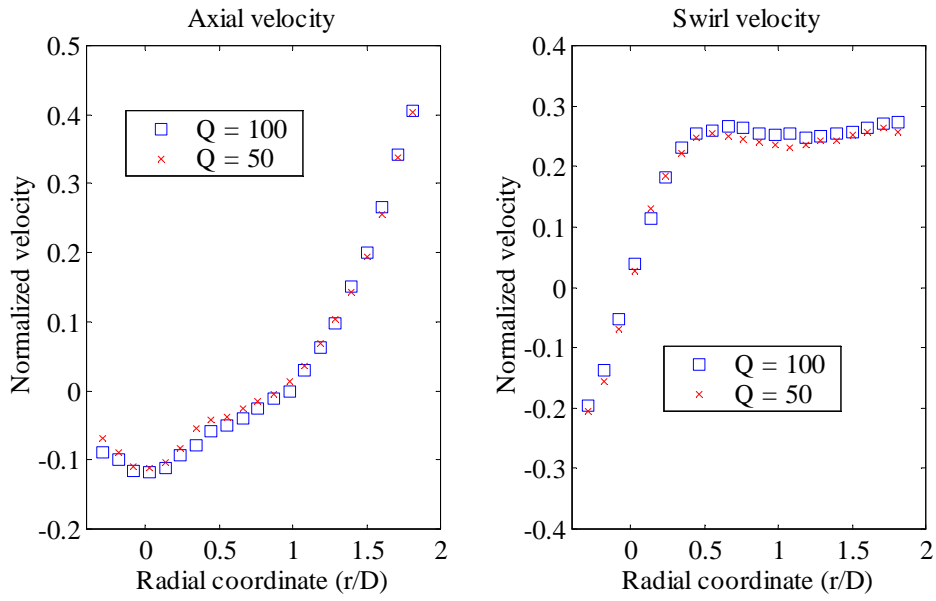 Axial velocity
0.5
0.4
0.3
0.2
0.1
0
-0.1
-0.2
Normalized velocity
Q = 100
Q = 50
0 0.5 1 1.5 2
Radial coordinate (r/D)
Swirl velocity
0.4
0.3
0.2
0.1
0
-0.1
-0.2
-0.3
-0.4
Normalized velocity
Q = 100
Q = 50
0 0.5 1 1.5 2
Radial coordinate (r/D)